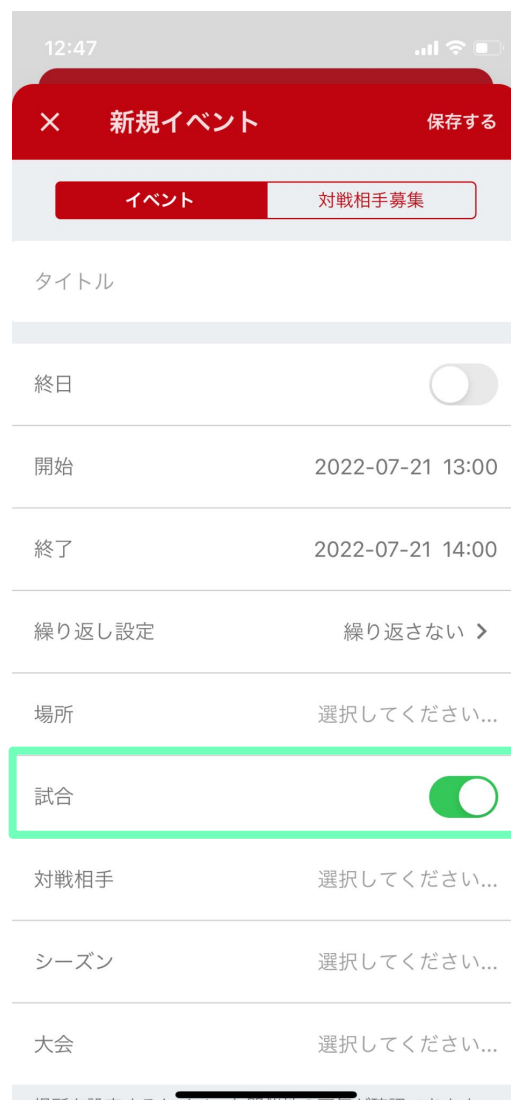 12:47
新規イベント 保存する
イベント 対戦相手募集
タイトル
終日
開始 2022-07-21 13:00
終了 2022-07-21 14:00
繰り返し設定 繰り返さない
場所 選択してください...
試合
対戦相手 選択してください...
シーズン 選択してください...
大会 選択してください...